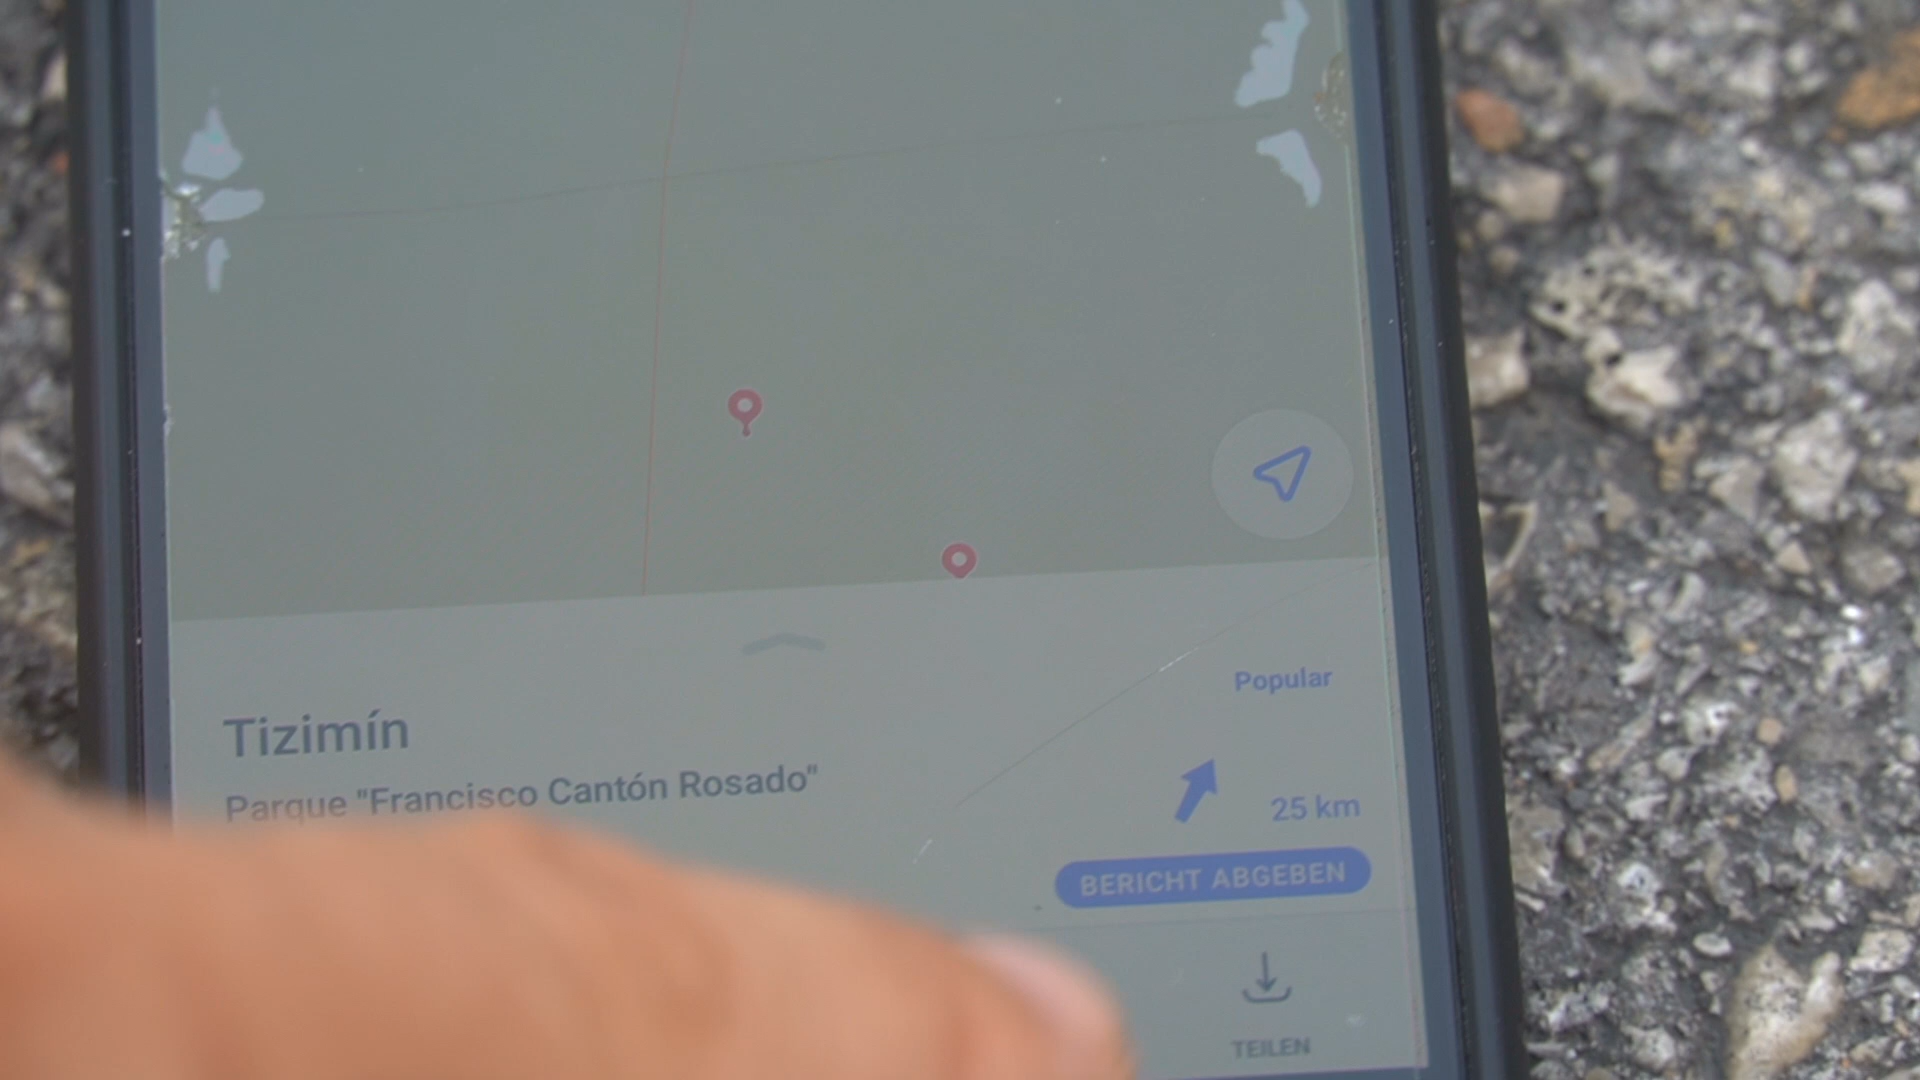 Popular
Tizimín
Parque "Francisco Cantón Rosado"
25 km
BERICHT ABGEBEN
TEILEN